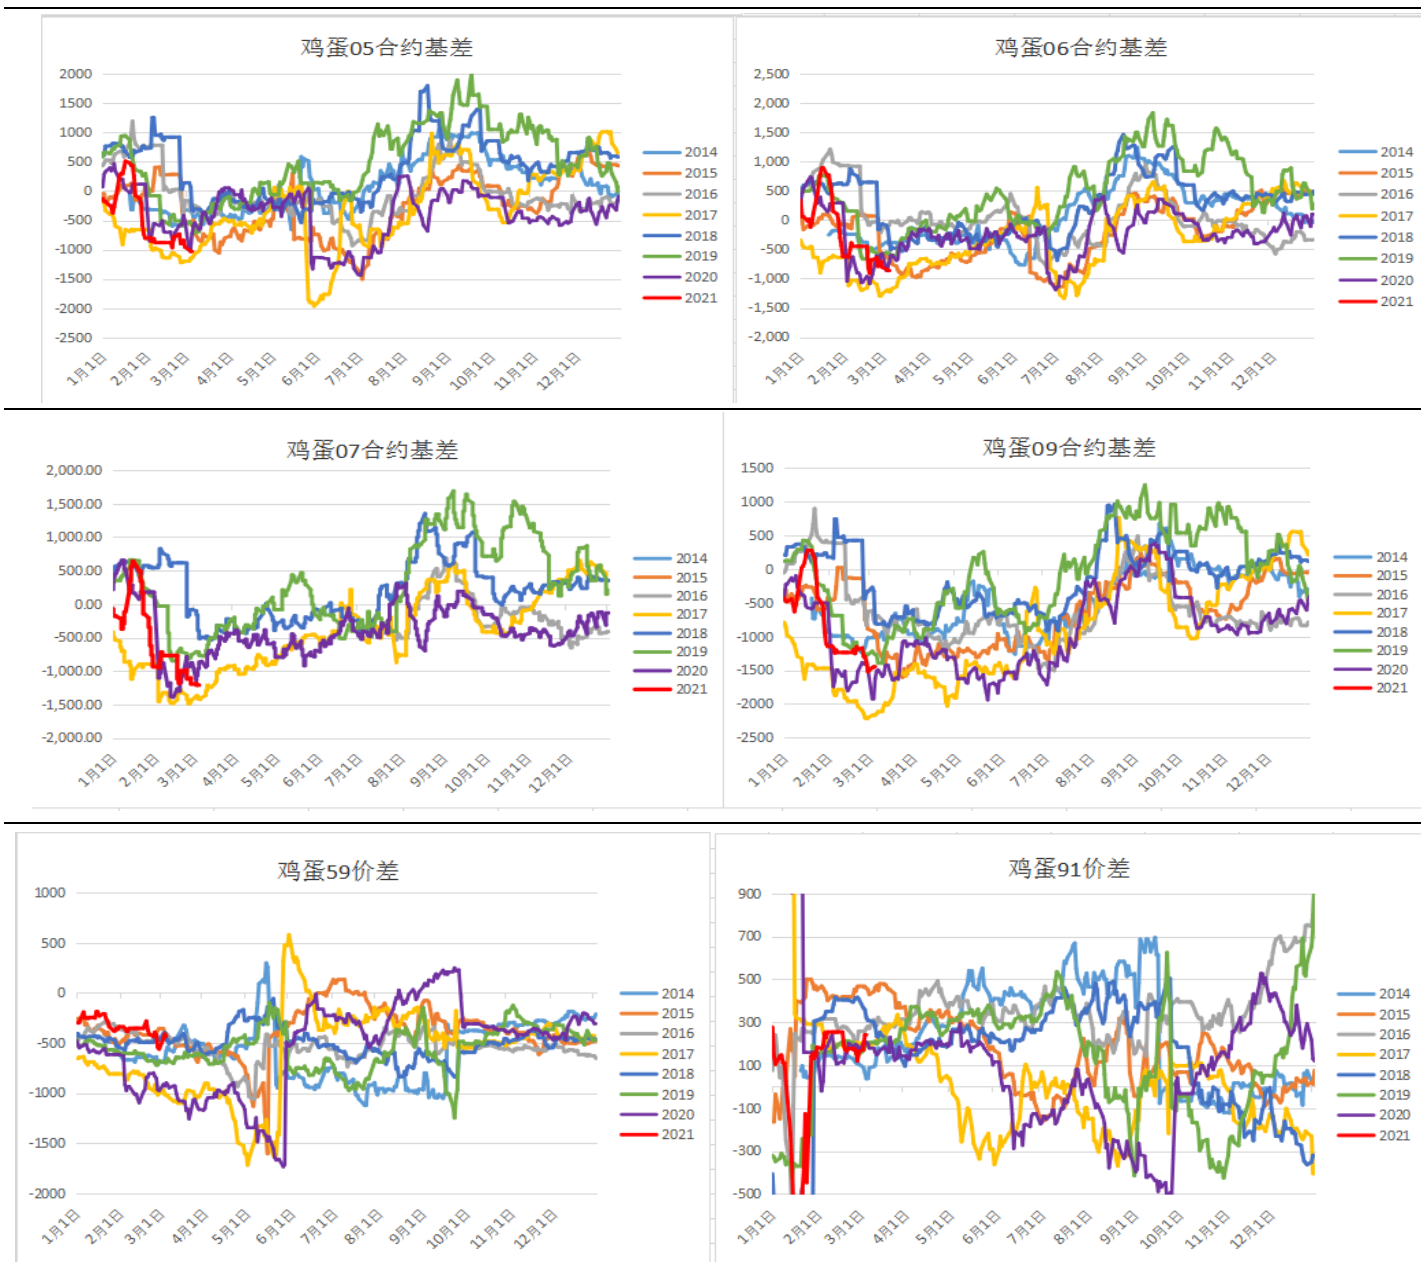 鸡蛋05合约基差
2000
1500
1000
500
0
-500
-1000
-1500
-2000
-2500
1月1日
2月1日
3月1日
4月1日
5月1日
6月1日
7月1日
8月1日
9月1日
10月1日
11月1日
12月1日
2014
2015
2016
2017
2018
2019
2020
2021
鸡蛋06合约基差
2,500
2,000
1,500
1,000
500
0
-500
-1,000
-1,500
-2,000
1月1日
2月1日
3月1日
4月1日
5月1日
6月1日
7月1日
8月1日
9月1日
10月1日
11月1日
12月1日
2014
2015
2016
2017
2018
2019
2020
2021
鸡蛋07合约基差
2,000.00
1,500.00
1,000.00
500.00
0.00
-500.00
-1,000.00
-1,500.00
-2,000.00
1月1日
2月1日
3月1日
4月1日
5月1日
6月1日
7月1日
8月1日
9月1日
10月1日
11月1日
12月1日
2014
2015
2016
2017
2018
2019
2020
2021
鸡蛋09合约基差
1500
1000
500
0
-500
-1000
-1500
-2000
-2500
1月1日
2月1日
3月1日
4月1日
5月1日
6月1日
7月1日
8月1日
9月1日
10月1日
11月1日
12月1日
2014
2015
2016
2017
2018
2019
2020
2021
鸡蛋59价差
1000
500
0
-500
-1000
-1500
-2000
1月1日
2月1日
3月1日
4月1日
5月1日
6月1日
7月1日
8月1日
9月1日
10月1日
11月1日
12月1日
2014
2015
2016
2017
2018
2019
2020
2021
鸡蛋91价差
900
700
500
300
100
-100
-300
-500
1月1日
2月1日
3月1日
4月1日
5月1日
6月1日
7月1日
8月1日
9月1日
10月1日
11月1日
12月1日
2014
2015
2016
2017
2018
2019
2020
2021